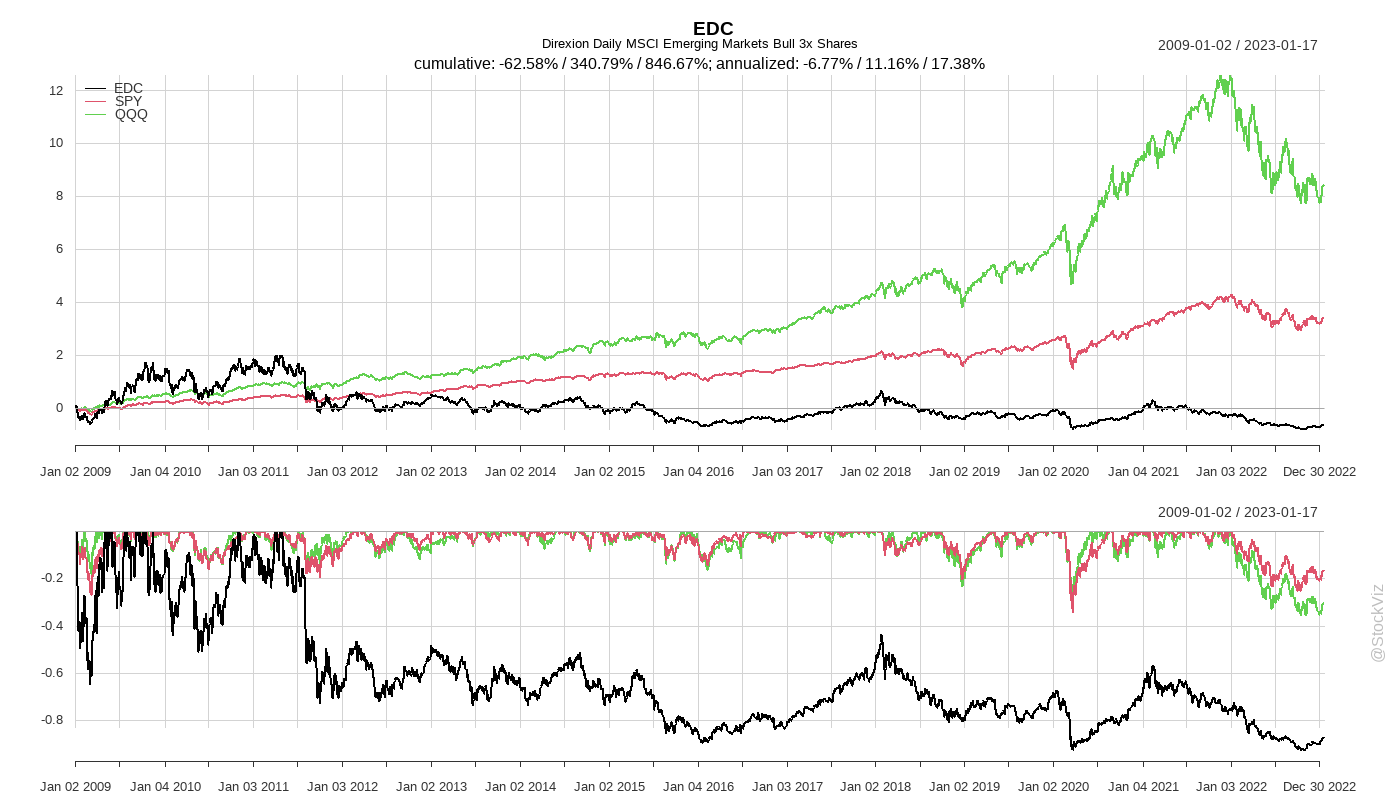 EDC
Direxion Daily MSCI Emerging Markets Bull 3x Shares
2009-01-02 / 2023-01-17
cumulative: -62.58% / 340.79% / 846.67%; annualized: -6.77% / 11.16% / 17.38%
EDC
SPY
QQQ
12
10
8
6
4
2
0
Jan 02 2009 Jan 04 2010 Jan 03 2011 Jan 03 2012 Jan 02 2013 Jan 02 2014 Jan 02 2015 Jan 04 2016 Jan 03 2017 Jan 02 2018 Jan 02 2019 Jan 02 2020 Jan 04 2021 Jan 03 2022 Dec 30 2022
2009-01-02 / 2023-01-17
-0.2
-0.4
-0.6
-0.8
Jan 02 2009 Jan 04 2010 Jan 03 2011 Jan 03 2012 Jan 02 2013 Jan 02 2014 Jan 02 2015 Jan 04 2016 Jan 03 2017 Jan 02 2018 Jan 02 2019 Jan 02 2020 Jan 04 2021 Jan 03 2022 Dec 30 2022
@StockViz